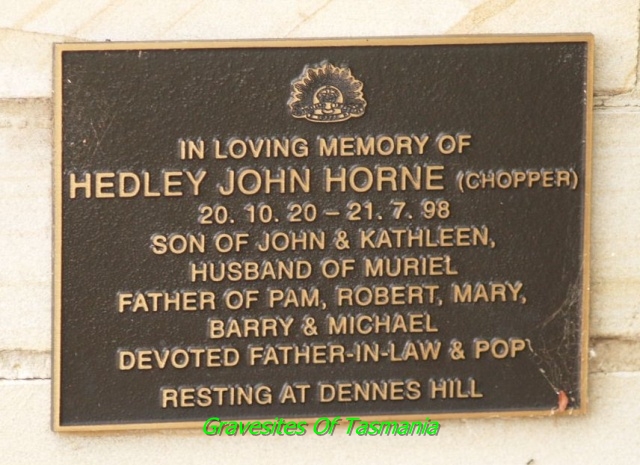 IN LOVING MEMORY OF
HEDLEY JOHN HORNE (CHOPPER)
20. 10. 20 – 21. 7. 98
SON OF JOHN & KATHLEEN,
HUSBAND OF MURIEL
FATHER OF PAM, ROBERT, MARY,
BARRY & MICHAEL
DEVOTED FATHER-IN-LAW & POP
RESTING AT DENNES HILL
Gravesites Of Tasmania